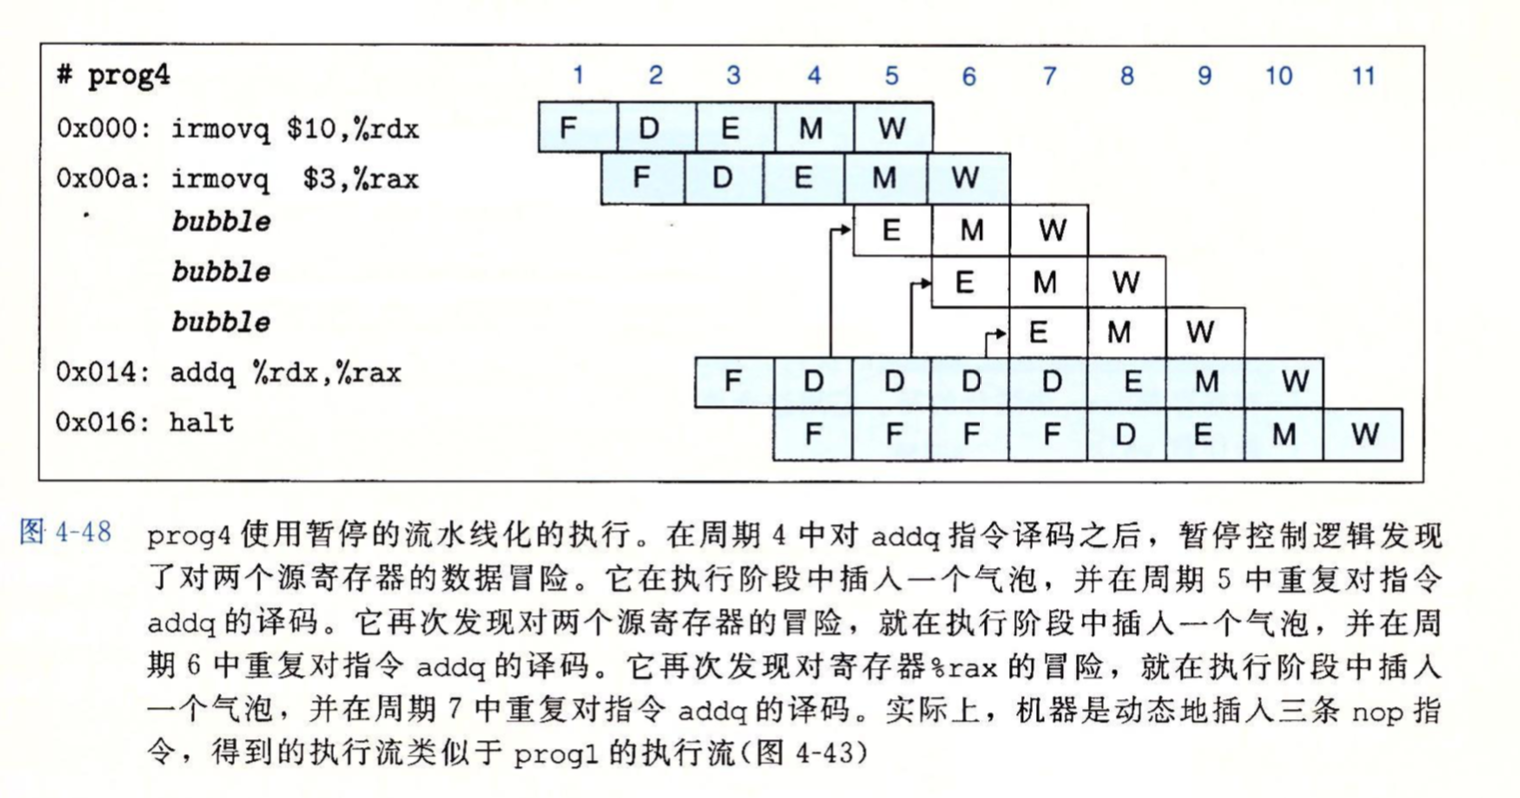 # prog4 1 2 3 4 5 6 7 8 9 10 11
0x000: irmovq $10,%rdx F D E M W
0x00a: irmovq $3,%rax F D E M W
bubble E M W
bubble E M W
bubble E M W
0x014: addq %rdx,%rax F D D D D E M W
0x016: halt F F F F D E M W
图 4-48 prog4 使用暂停的流水线化的执行。在周期 4 中对 addq 指令译码之后，暂停控制逻辑发现
了对两个源寄存器的数据冒险。它在执行阶段中插入一个气泡，并在周期 5 中重复对指令
addq 的译码。它再次发现对两个源寄存器的冒险，就在执行阶段中插入一个气泡，并在周
期 6 中重复对指令 addq 的译码。它再次发现对寄存器%rax 的冒险，就在执行阶段中插入
一个气泡，并在周期 7 中重复对指令 addq 的译码。实际上，机器是动态地插入三条 nop 指
令，得到的执行流类似于 prog1 的执行流(图 4-43)